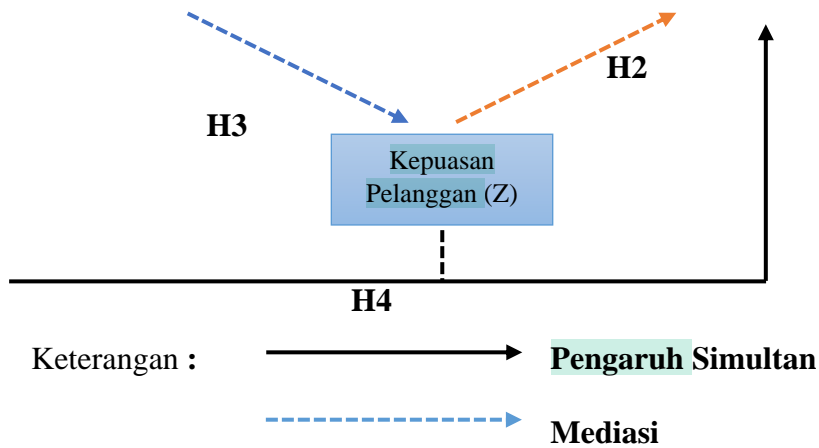 H2
H3
Kepuasan
Pelanggan (Z)
H4
Keterangan : Pengaruh Simultan
Mediasi